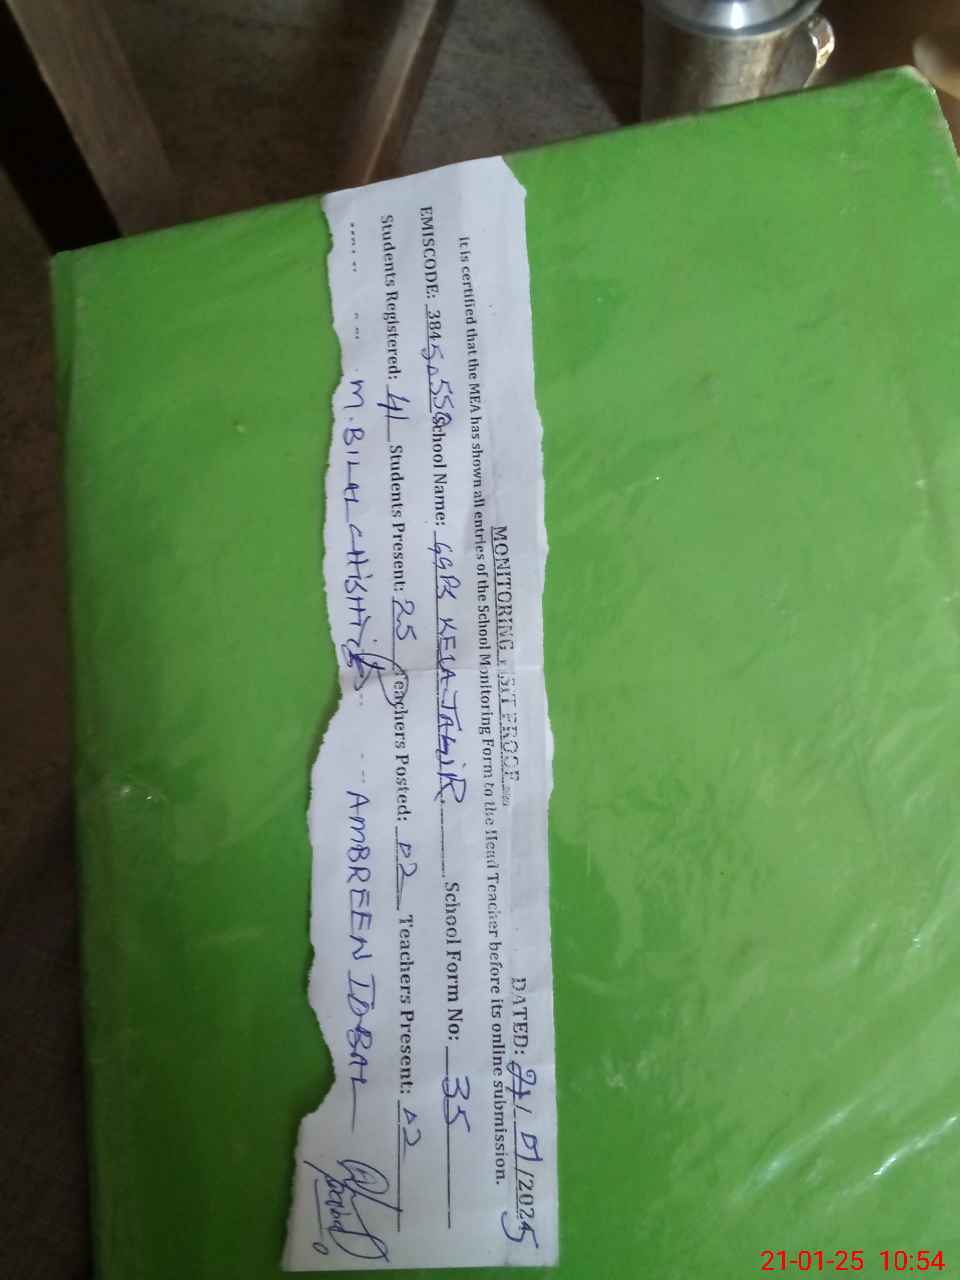 MONITORING VISIT PROOF
DATED: 21/01/2025
it is certified that the MEA has shown all entries of the School Monitoring Form to the Head Teacher before its online submission.
EMISCODE: 38450550 School Name: GGPS KELA JAGIR. School Form No: 35
Students Registered: 41 Students Present: 25 Teachers Posted: 02 Teachers Present: 02
M. BILAL CHISHTI AMBREEN IQBAL
21-01-25 10:54